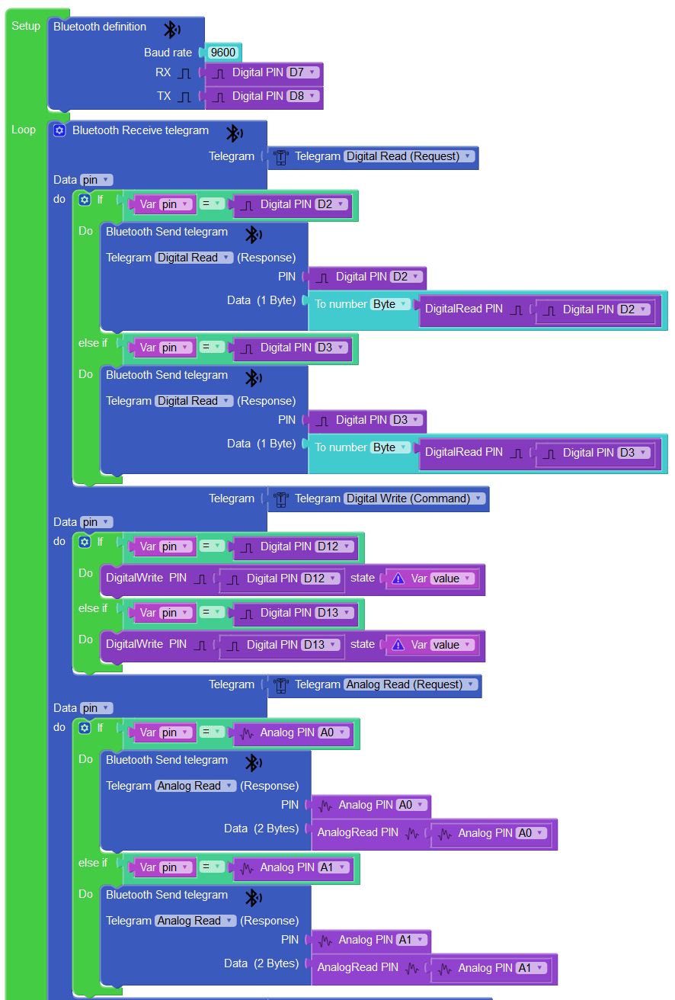 Setup
Bluetooth definition
Baud rate 9600
RX Digital PIN D7
TX Digital PIN D8
Loop
Bluetooth Receive telegram
Telegram Telegram Digital Read (Request)
Data pin
do If Var pin = Digital PIN D2
Do Bluetooth Send telegram
Telegram Digital Read (Response)
PIN Digital PIN D2
Data (1 Byte) To number Byte DigitalRead PIN Digital PIN D2
else if Var pin = Digital PIN D3
Do Bluetooth Send telegram
Telegram Digital Read (Response)
PIN Digital PIN D3
Data (1 Byte) To number Byte DigitalRead PIN Digital PIN D3
Telegram Telegram Digital Write (Command)
Data pin
do If Var pin = Digital PIN D12
Do DigitalWrite PIN Digital PIN D12 state Var value
else if Var pin = Digital PIN D13
Do DigitalWrite PIN Digital PIN D13 state Var value
Telegram Telegram Analog Read (Request)
Data pin
do If Var pin = Analog PIN A0
Do Bluetooth Send telegram
Telegram Analog Read (Response)
PIN Analog PIN A0
Data (2 Bytes) AnalogRead PIN Analog PIN A0
else if Var pin = Analog PIN A1
Do Bluetooth Send telegram
Telegram Analog Read (Response)
PIN Analog PIN A1
Data (2 Bytes) AnalogRead PIN Analog PIN A1